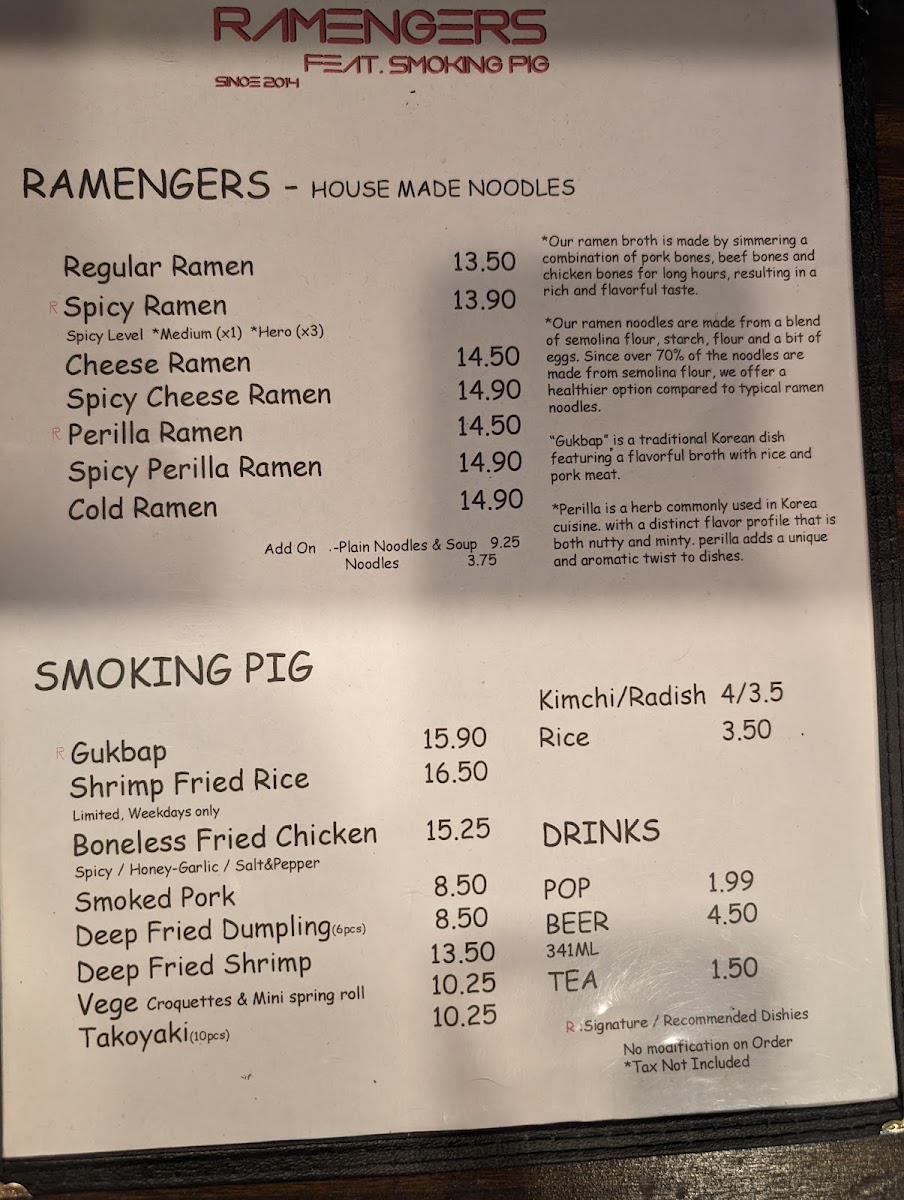 RAMENGERS
FEAT. SMOKING PIG
SINCE 2014
RAMENGERS - HOUSE MADE NOODLES
Regular Ramen 13.50
R Spicy Ramen 13.90
Spicy Level *Medium (x1) *Hero (x3)
Cheese Ramen 14.50
Spicy Cheese Ramen 14.90
R Perilla Ramen 14.50
Spicy Perilla Ramen 14.90
Cold Ramen 14.90
Add On .-Plain Noodles & Soup 9.25
Noodles 3.75
*Our ramen broth is made by simmering a
combination of pork bones, beef bones and
chicken bones for long hours, resulting in a
rich and flavorful taste.
*Our ramen noodles are made from a blend
of semolina flour, starch, flour and a bit of
eggs. Since over 70% of the noodles are
made from semolina flour, we offer a
healthier option compared to typical ramen
noodles.
"Gukbap" is a traditional Korean dish
featuring a flavorful broth with rice and
pork meat.
*Perilla is a herb commonly used in Korea
cuisine. with a distinct flavor profile that is
both nutty and minty. perilla adds a unique
and aromatic twist to dishes.
SMOKING PIG
R Gukbap 15.90
Shrimp Fried Rice 16.50
Limited, Weekdays only
Boneless Fried Chicken 15.25
Spicy / Honey-Garlic / Salt&Pepper
Smoked Pork 8.50
Deep Fried Dumpling(6pcs) 8.50
Deep Fried Shrimp 13.50
Vege Croquettes & Mini spring roll 10.25
Takoyaki(10pcs) 10.25
Kimchi/Radish 4/3.5
Rice 3.50
DRINKS
POP 1.99
BEER 4.50
341ML
TEA 1.50
R :Signature / Recommended Dishies
No modification on Order
*Tax Not Included